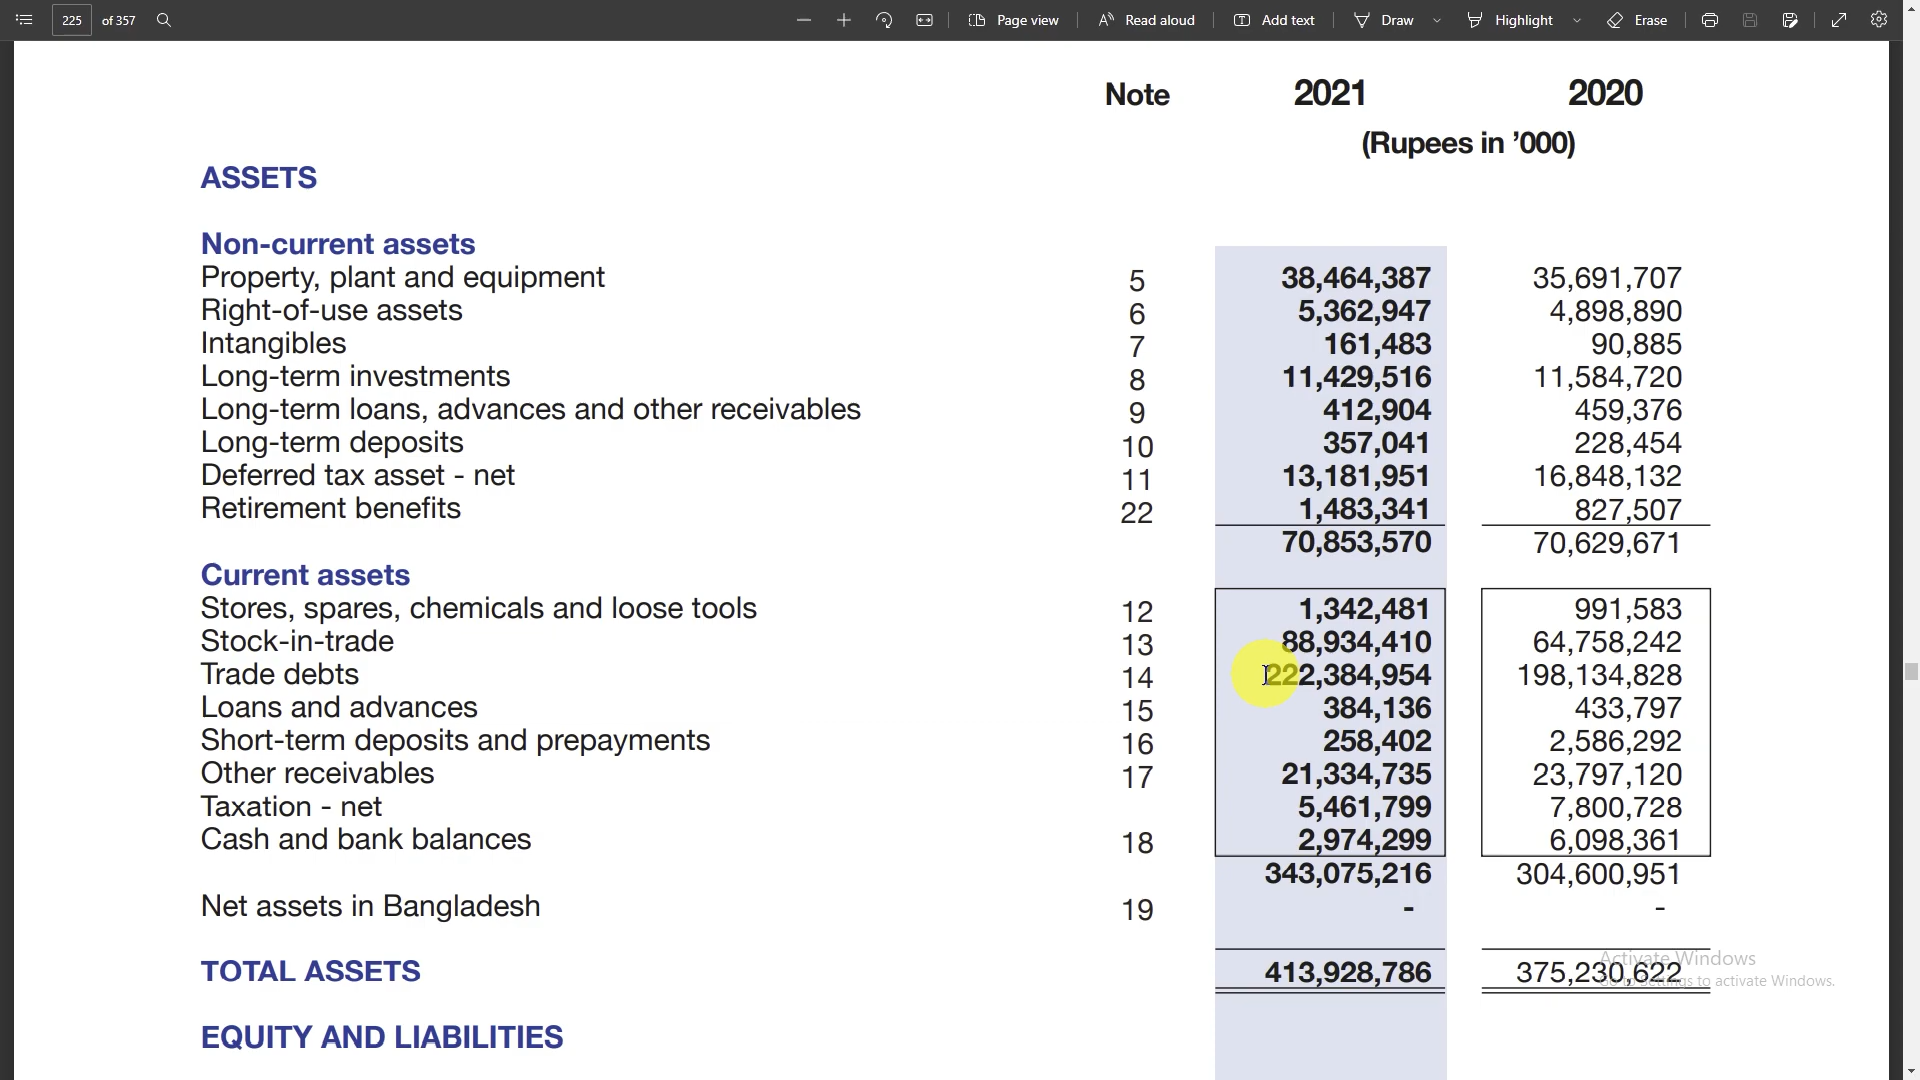 225 of 357 Page view Read aloud Add text Draw Highlight Erase
Note 2021 2020
(Rupees in ’000)
ASSETS
Non-current assets
Property, plant and equipment 5 38,464,387 35,691,707
Right-of-use assets 6 5,362,947 4,898,890
Intangibles 7 161,483 90,885
Long-term investments 8 11,429,516 11,584,720
Long-term loans, advances and other receivables 9 412,904 459,376
Long-term deposits 10 357,041 228,454
Deferred tax asset - net 11 13,181,951 16,848,132
Retirement benefits 22 1,483,341 827,507
70,853,570 70,629,671
Current assets
Stores, spares, chemicals and loose tools 12 1,342,481 991,583
Stock-in-trade 13 88,934,410 64,758,242
Trade debts 14 222,384,954 198,134,828
Loans and advances 15 384,136 433,797
Short-term deposits and prepayments 16 258,402 2,586,292
Other receivables 17 21,334,735 23,797,120
Taxation - net 5,461,799 7,800,728
Cash and bank balances 18 2,974,299 6,098,361
343,075,216 304,600,951
Net assets in Bangladesh 19 - -
Activate Windows
TOTAL ASSETS 413,928,786 375,230,622
Go to Settings to activate Windows.
EQUITY AND LIABILITIES